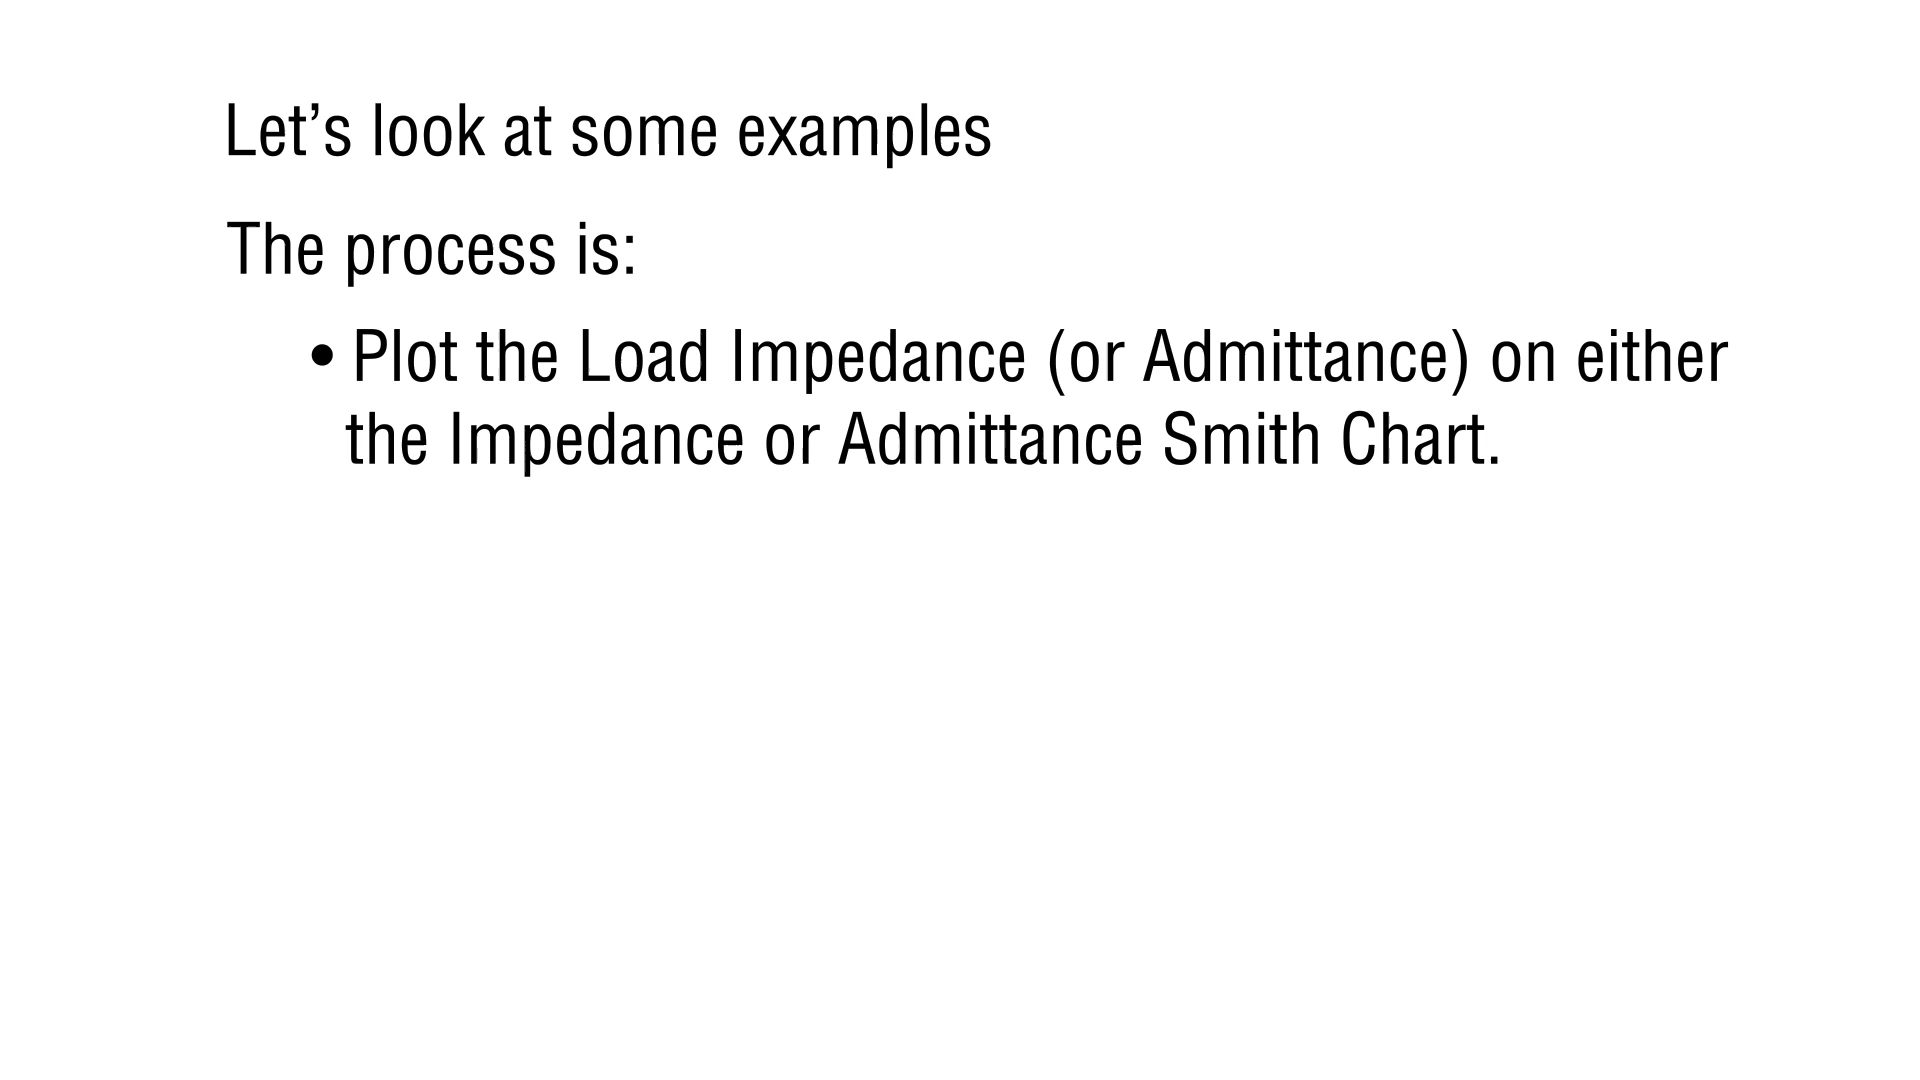 Let’s look at some examples
The process is:
• Plot the Load Impedance (or Admittance) on either
the Impedance or Admittance Smith Chart.